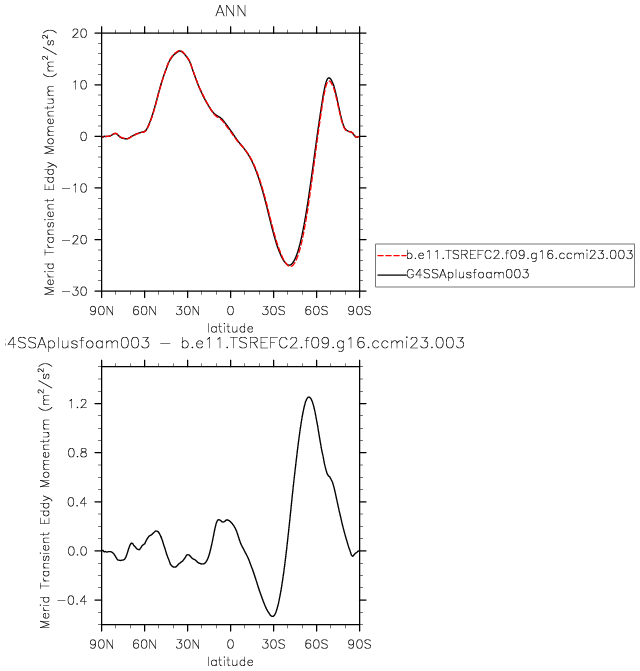 ANN
Merid Transient Eddy Momentum (m²/s²)
20
10
0
−10
−20
−30
90N 60N 30N 0 30S 60S 90S
latitude
b.e11.TSREFC2.f09.g16.ccmi23.003
G4SSAplusfoam003
4SSAplusfoam003 − b.e11.TSREFC2.f09.g16.ccmi23.003
Merid Transient Eddy Momentum (m²/s²)
1.2
0.8
0.4
0.0
−0.4
90N 60N 30N 0 30S 60S 90S
latitude